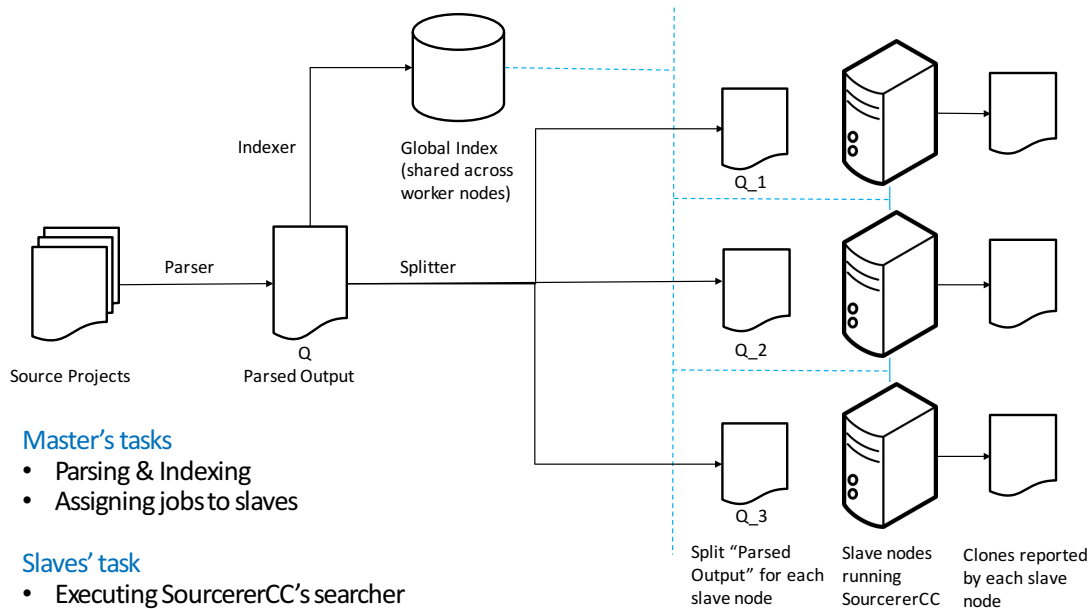 Indexer
Global Index
(shared across
worker nodes)
Q_1
Parser
Splitter
Q
Parsed Output
Source Projects
Q_2
Master's tasks
• Parsing & Indexing
• Assigning jobs to slaves
Q_3
Slaves' task
• Executing SourcererCC's searcher
Split "Parsed
Output" for each
slave node
Slave nodes
running
SourcererCC
Clones reported
by each slave
node